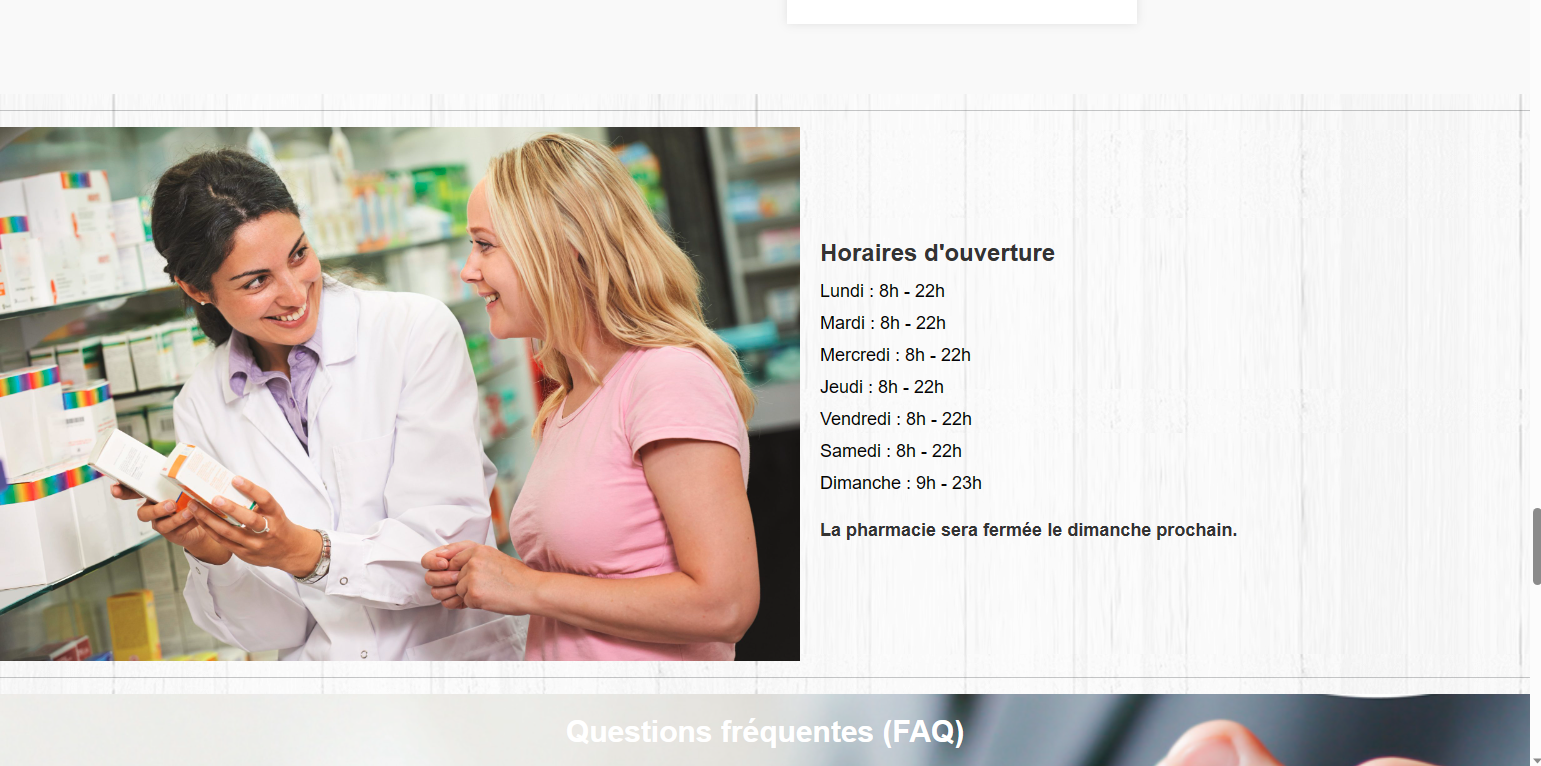 Horaires d'ouverture
Lundi : 8h - 22h
Mardi : 8h - 22h
Mercredi : 8h - 22h
Jeudi : 8h - 22h
Vendredi : 8h - 22h
Samedi : 8h - 22h
Dimanche : 9h - 23h
La pharmacie sera fermée le dimanche prochain.
Questions fréquentes (FAQ)